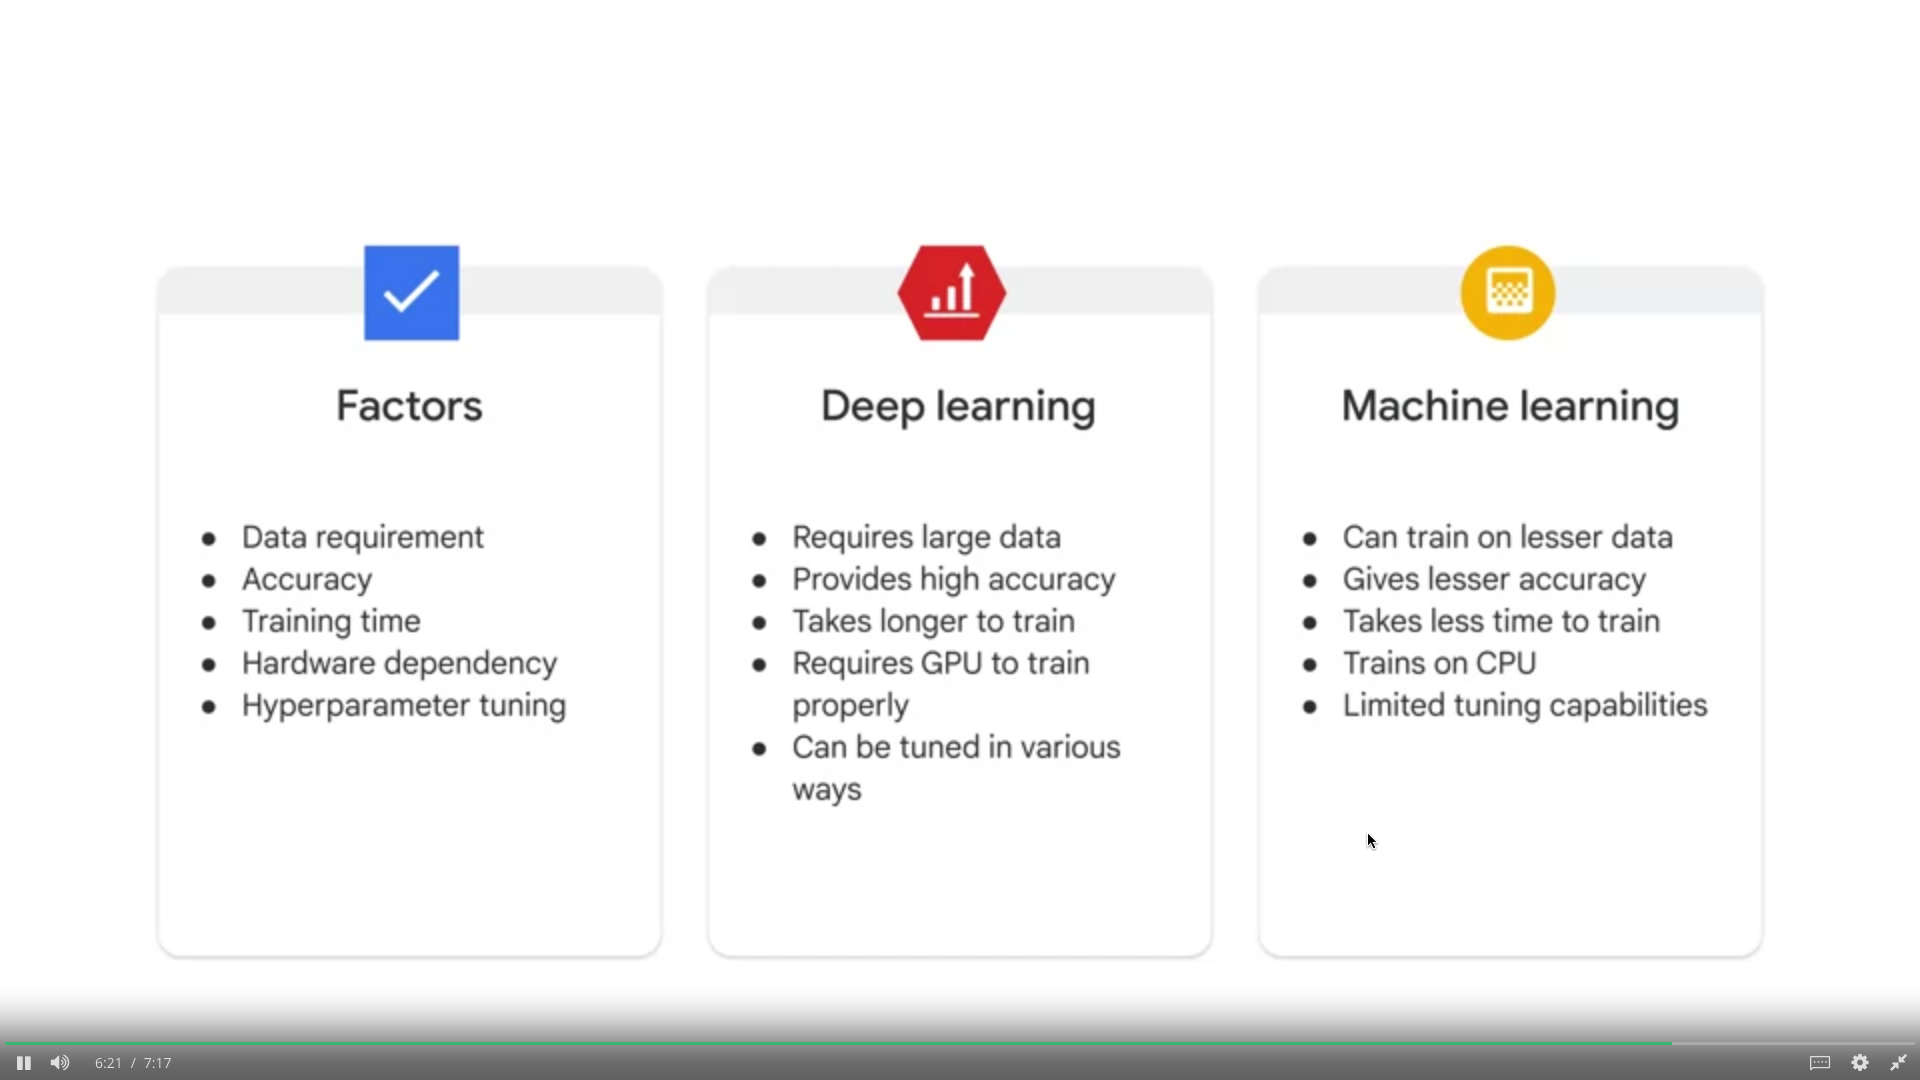 Factors
● Data requirement
● Accuracy
● Training time
● Hardware dependency
● Hyperparameter tuning
Deep learning
● Requires large data
● Provides high accuracy
● Takes longer to train
● Requires GPU to train
properly
● Can be tuned in various
ways
Machine learning
● Can train on lesser data
● Gives lesser accuracy
● Takes less time to train
● Trains on CPU
● Limited tuning capabilities
6:21 / 7:17